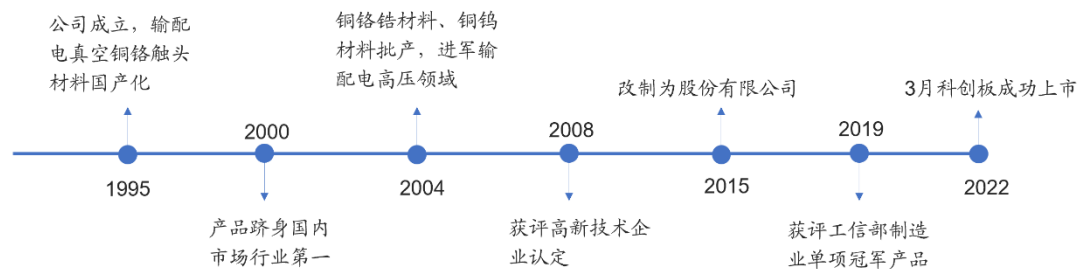 公司成立，输配
电真空铜铬触头
材料国产化
1995
2000
产品跻身国内
市场行业第一
铜铬锆材料、铜钨
材料批产，进军输
配电高压领域
2004
2008
获评高新技术企
业认定
改制为股份有限公司
2015
2019
获评工信部制造
业单项冠军产品
3月科创板成功上市
2022